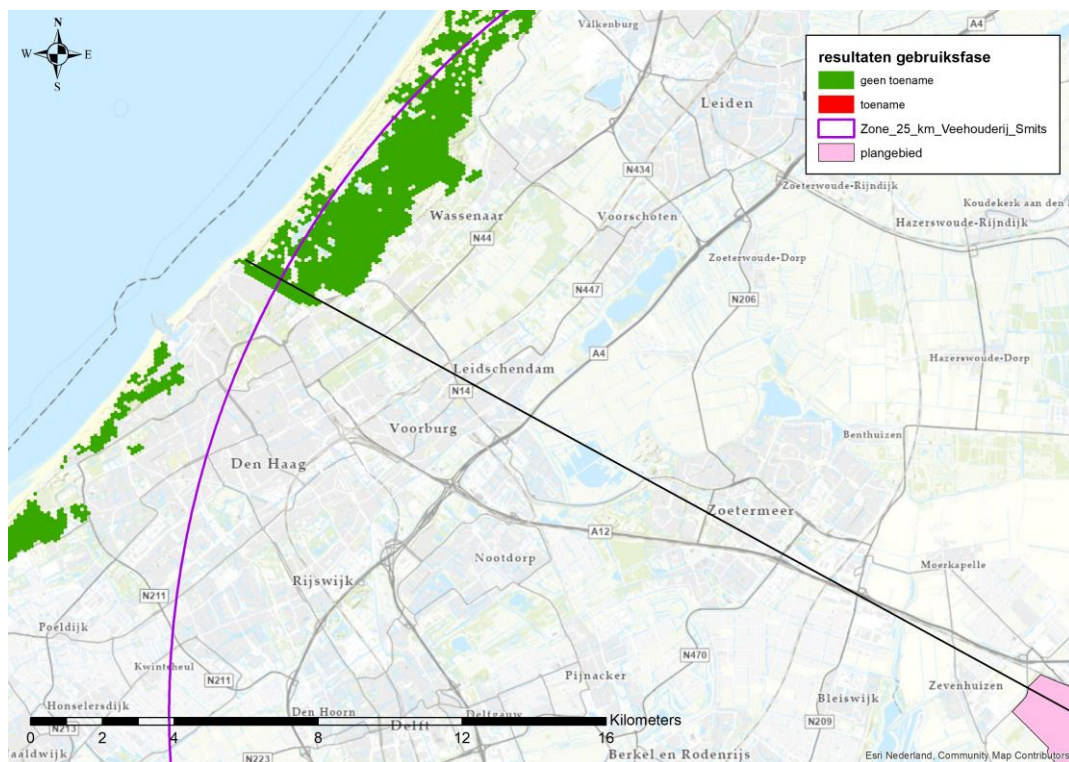 N
W E
S
Valkenburg
A4
Leiden
resultaten gebruiksfase
geen toename
toename
Zone_25_km_Veehouderij_Smits
plangebied
N434
Zoeterwoude-Rijndijk
Koudekerk aan den
Wassenaar
Voorschoten
Hazerswoude-Rijndijk
N44
Zoeterwoude-Dorp
N447
N206
A4
Hazerswoude-Dorp
Leidschendam
N14
Voorburg
Benthuizen
Den Haag
Zoetermeer
A12
Nootdorp
Moerkapelle
Rijswijk
N211
Poeldijk
N470
Kwintsheul
N211
Pijnacker
Zevenhuizen
Bleiswijk
Honselersdijk
Den Hoorn
Delft
Delfgauw
Kilometers
N213
N209
0 2 4 8 12 16
Naaldwijk
N223
Berkel en Rodenrijs
Esri Nederland, Community Map Contributors